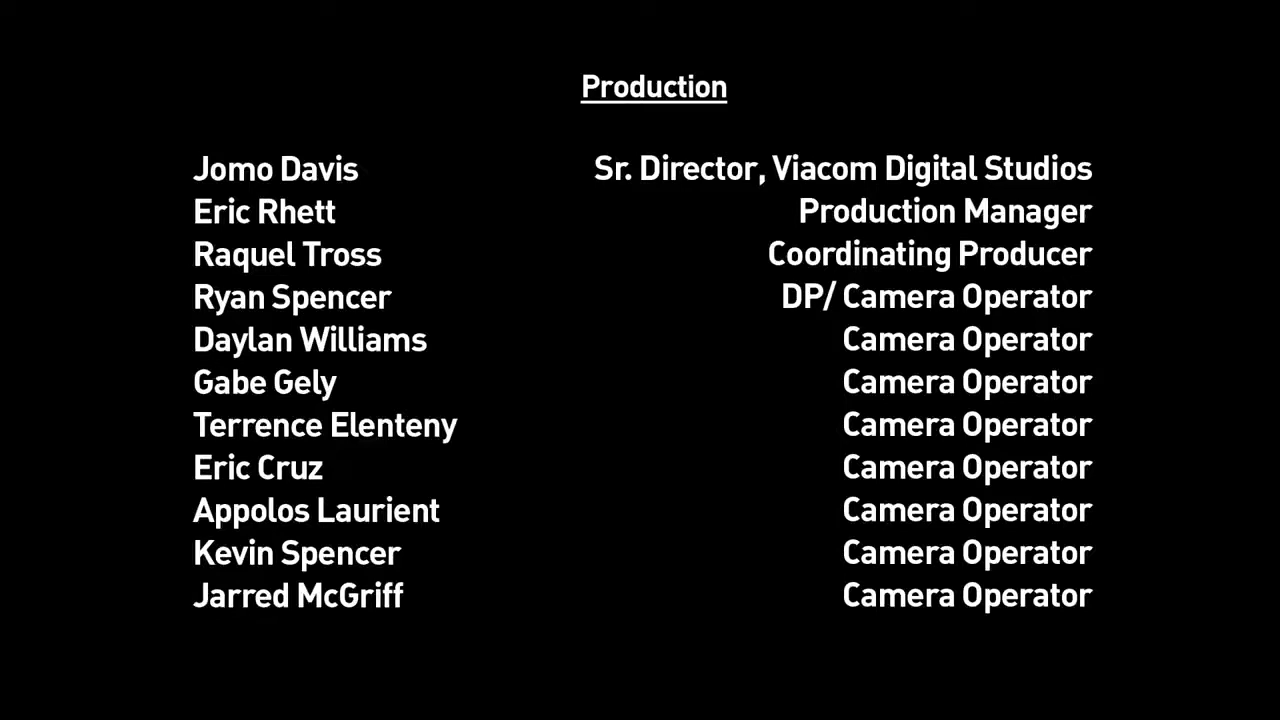 Production
Jomo Davis Sr. Director, Viacom Digital Studios
Eric Rhett Production Manager
Raquel Tross Coordinating Producer
Ryan Spencer DP/ Camera Operator
Daylan Williams Camera Operator
Gabe Gely Camera Operator
Terrence Elenteny Camera Operator
Eric Cruz Camera Operator
Appolos Laurient Camera Operator
Kevin Spencer Camera Operator
Jarred McGriff Camera Operator